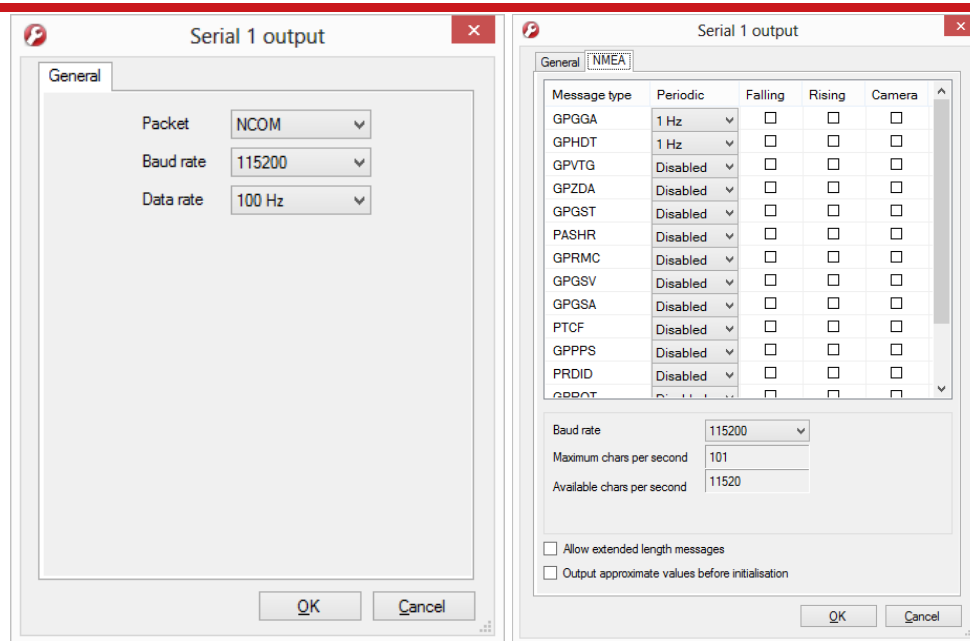 Serial 1 output
General
Packet NCOM
Baud rate 115200
Data rate 100 Hz
OK Cancel
Serial 1 output
General NMEA
Message type Periodic Falling Rising Camera
GPGGA 1 Hz
GPHDT 1 Hz
GPVTG Disabled
GPZDA Disabled
GPGST Disabled
PASHR Disabled
GPRMC Disabled
GPGSV Disabled
GPGSA Disabled
PTCF Disabled
GPPPS Disabled
PRDID Disabled
Baud rate 115200
Maximum chars per second 101
Available chars per second 11520
Allow extended length messages
Output approximate values before initialisation
OK Cancel